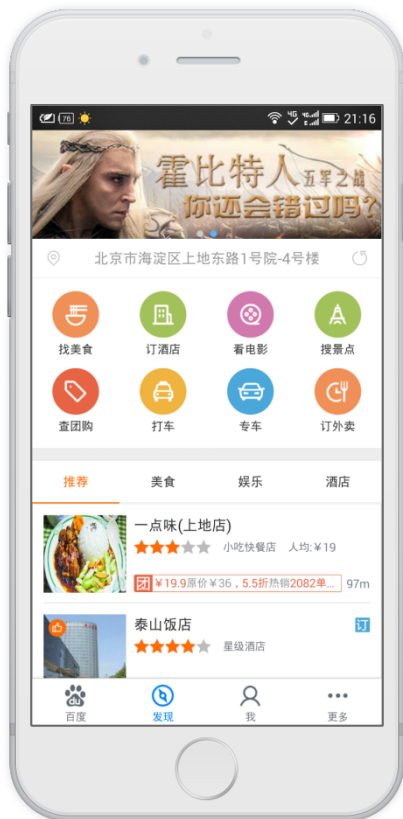 76
4G
21:16
霍比特人 五军之战
你还会错过吗?
北京市海淀区上地东路1号院-4号楼
找美食 订酒店 看电影 搜景点
查团购 打车 专车 订外卖
推荐 美食 娱乐 酒店
一点味(上地店)
小吃快餐店 人均:¥19
团 ¥19.9原价¥36，5.5折热销2082单... 97m
泰山饭店 订
星级酒店
du
百度 发现 我 更多